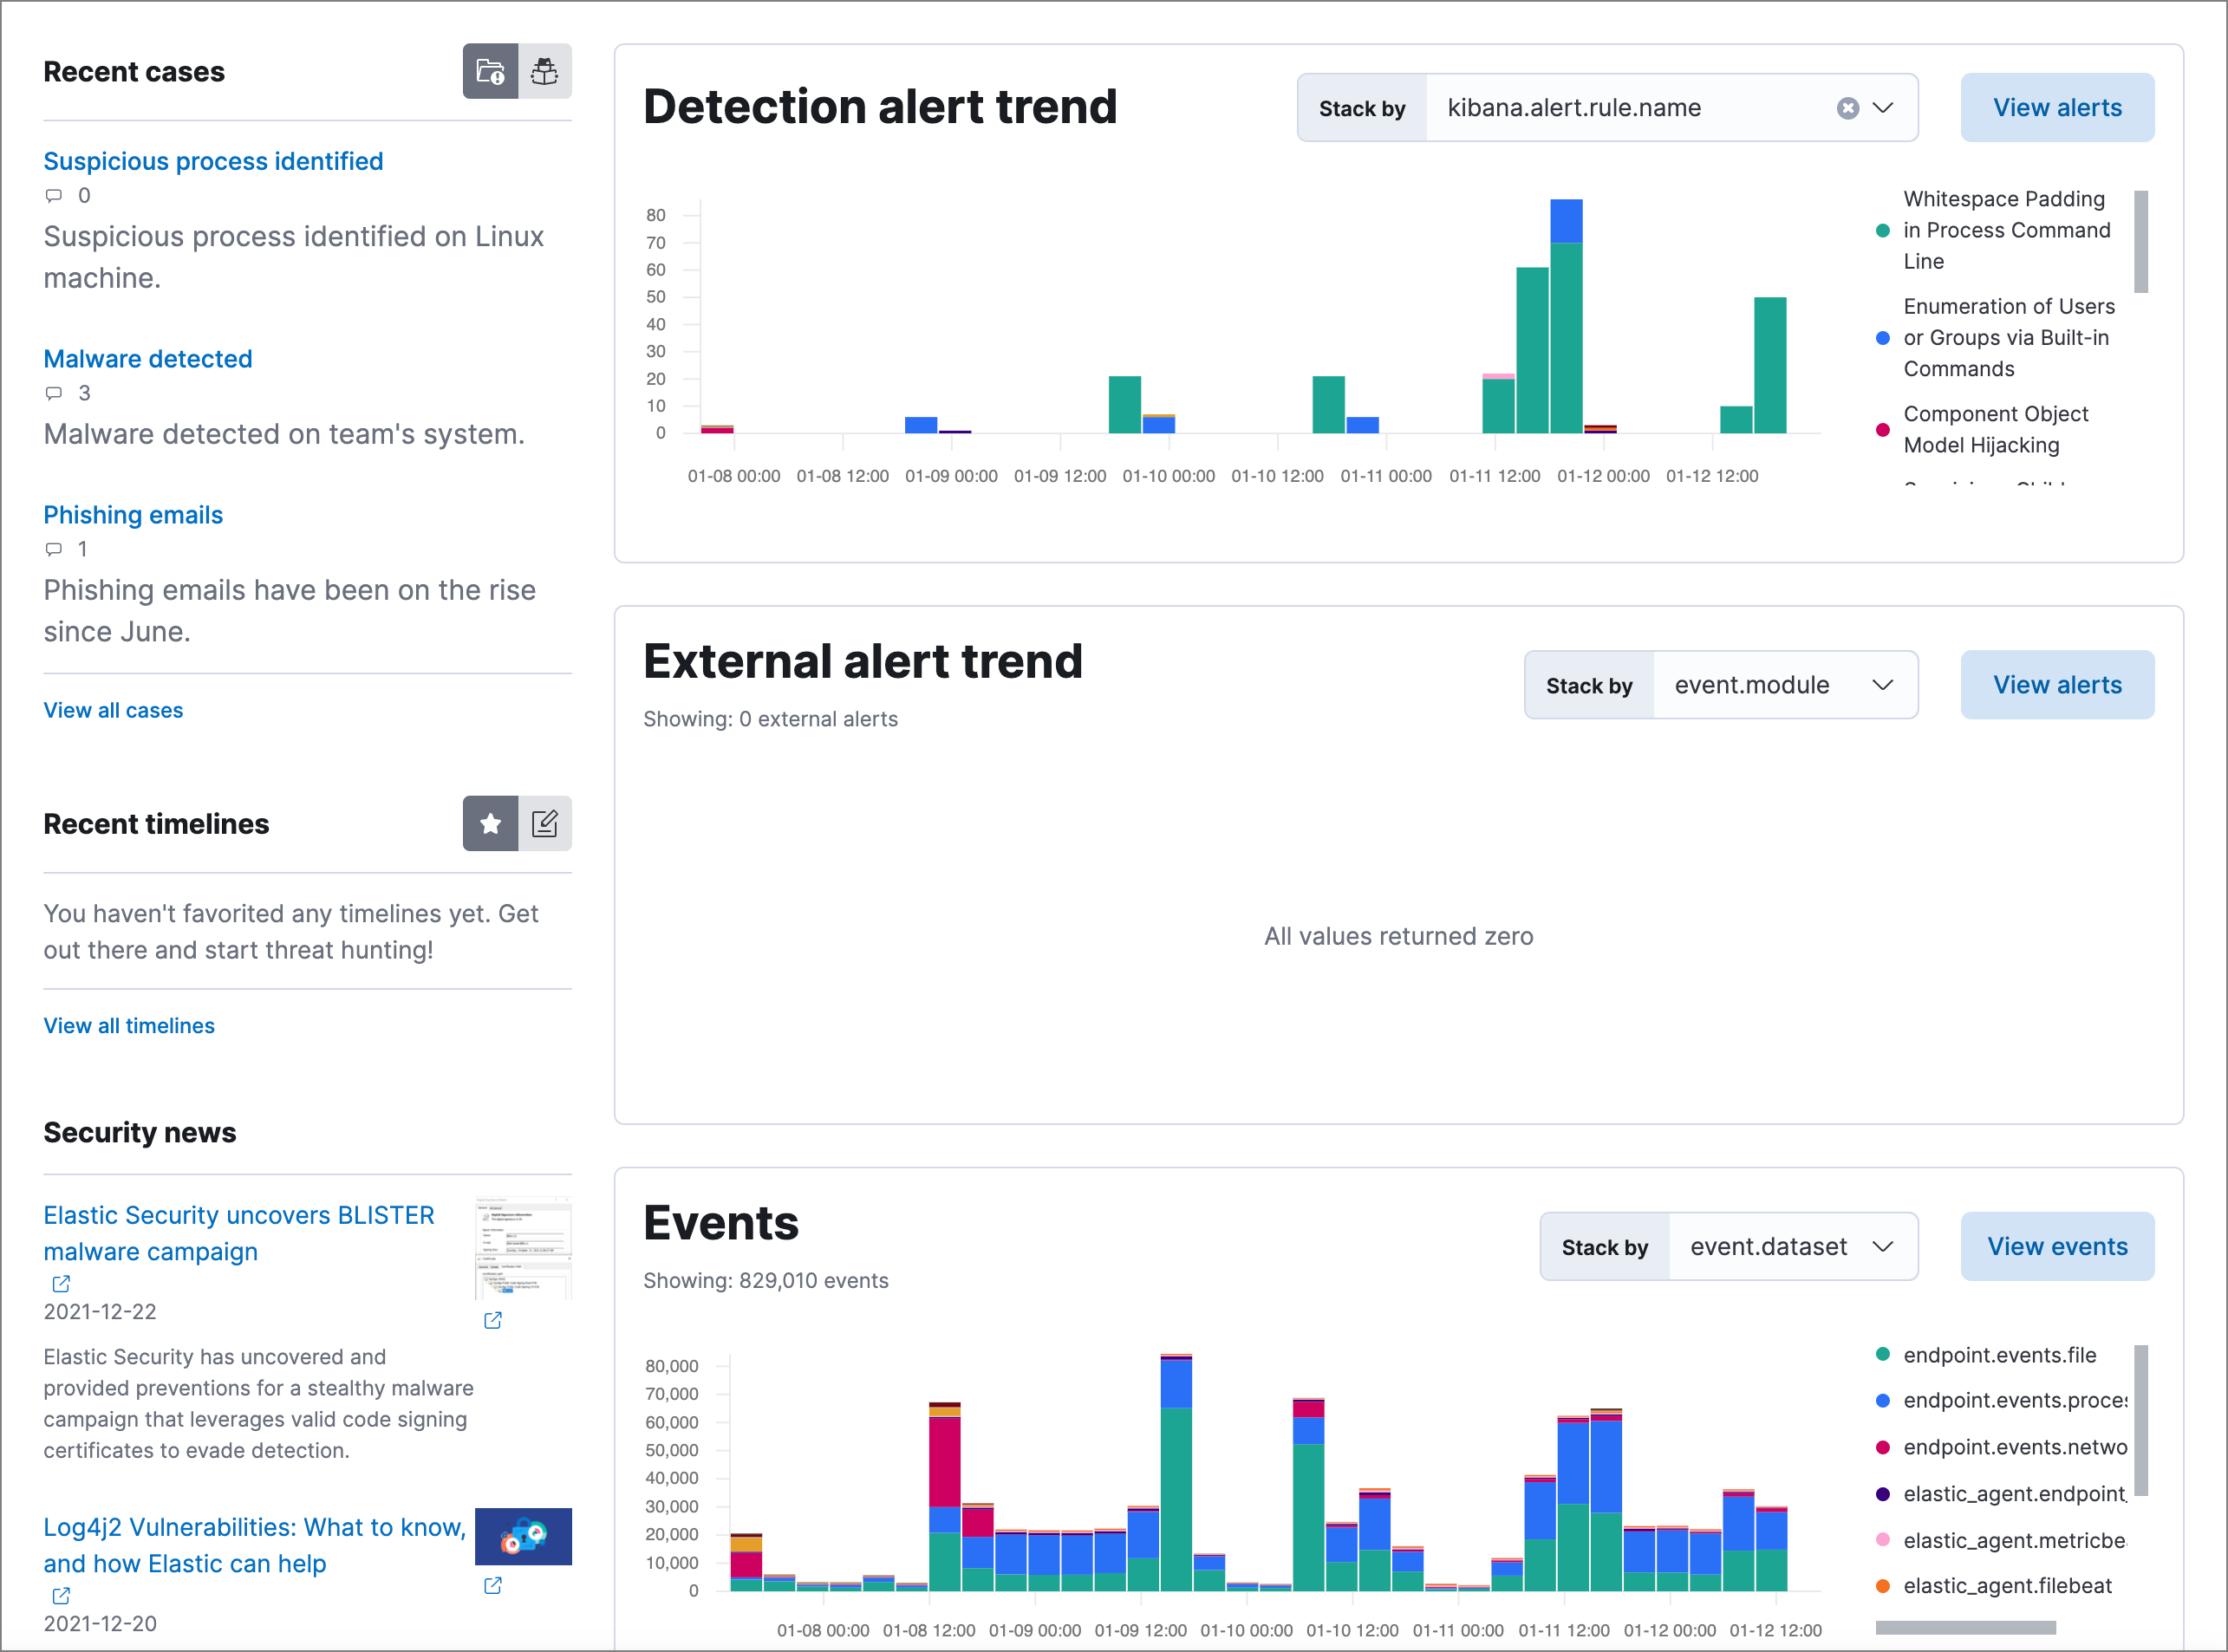 Recent cases
Suspicious process identified
0
Suspicious process identified on Linux
machine.
Malware detected
3
Malware detected on team's system.
Phishing emails
1
Phishing emails have been on the rise
since June.
View all cases
Recent timelines
You haven't favorited any timelines yet. Get
out there and start threat hunting!
View all timelines
Security news
Elastic Security uncovers BLISTER
malware campaign
2021-12-22
Elastic Security has uncovered and
provided preventions for a stealthy malware
campaign that leverages valid code signing
certificates to evade detection.
Log4j2 Vulnerabilities: What to know,
and how Elastic can help
2021-12-20
Detection alert trend
Stack by kibana.alert.rule.name
View alerts
80
70
60
50
40
30
20
10
0
01-08 00:00 01-08 12:00 01-09 00:00 01-09 12:00 01-10 00:00 01-10 12:00 01-11 00:00 01-11 12:00 01-12 00:00 01-12 12:00
Whitespace Padding
in Process Command
Line
Enumeration of Users
or Groups via Built-in
Commands
Component Object
Model Hijacking
External alert trend
Showing: 0 external alerts
Stack by event.module
View alerts
All values returned zero
Events
Showing: 829,010 events
Stack by event.dataset
View events
80,000
70,000
60,000
50,000
40,000
30,000
20,000
10,000
0
01-08 00:00 01-08 12:00 01-09 00:00 01-09 12:00 01-10 00:00 01-10 12:00 01-11 00:00 01-11 12:00 01-12 00:00 01-12 12:00
endpoint.events.file
endpoint.events.proces
endpoint.events.netwo
elastic_agent.endpoint_
elastic_agent.metricbe
elastic_agent.filebeat